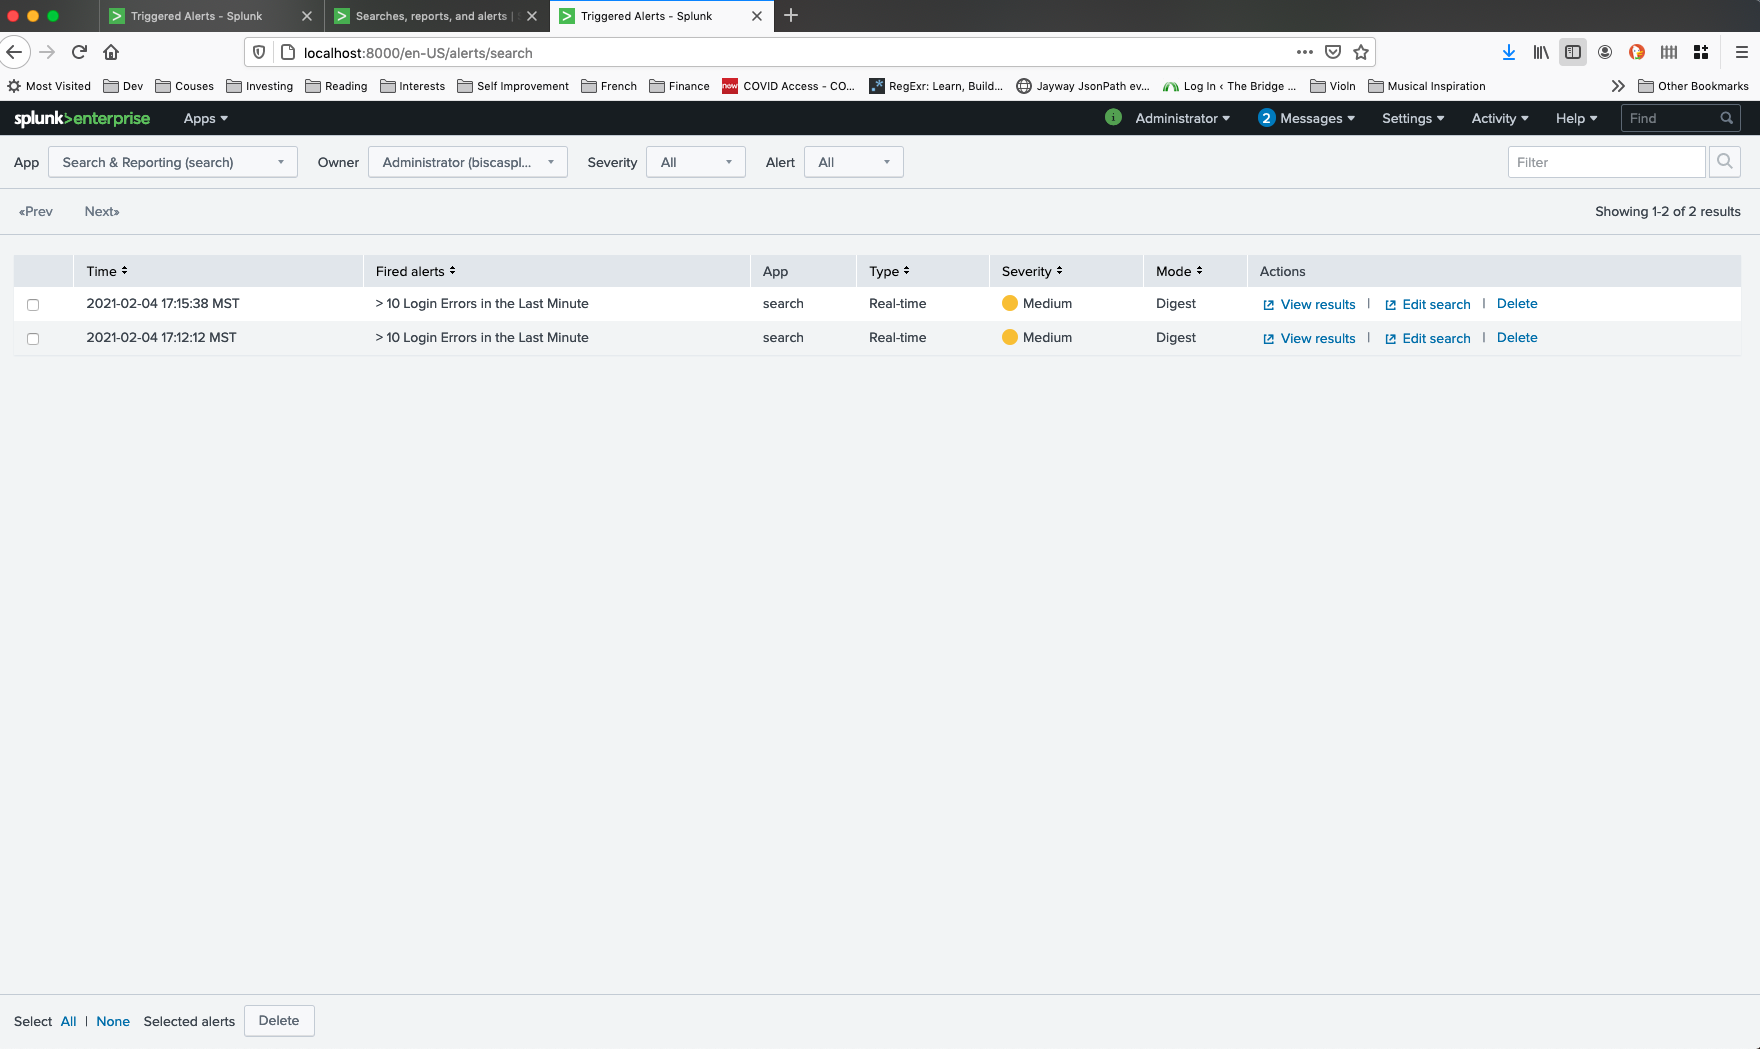 Triggered Alerts - Splunk
Searches, reports, and alerts |
Triggered Alerts - Splunk
localhost:8000/en-US/alerts/search
Most Visited Dev Couses Investing Reading Interests Self Improvement French Finance now COVID Access - CO... RegExr: Learn, Build... Jayway JsonPath ev... Log In ‹ The Bridge ... Violn Musical Inspiration Other Bookmarks
splunk>enterprise Apps i Administrator 2 Messages Settings Activity Help Find
App Search & Reporting (search) Owner Administrator (biscaspl... Severity All Alert All Filter
«Prev Next» Showing 1-2 of 2 results
Time Fired alerts App Type Severity Mode Actions
2021-02-04 17:15:38 MST > 10 Login Errors in the Last Minute search Real-time Medium Digest View results | Edit search | Delete
2021-02-04 17:12:12 MST > 10 Login Errors in the Last Minute search Real-time Medium Digest View results | Edit search | Delete
Select All | None Selected alerts Delete